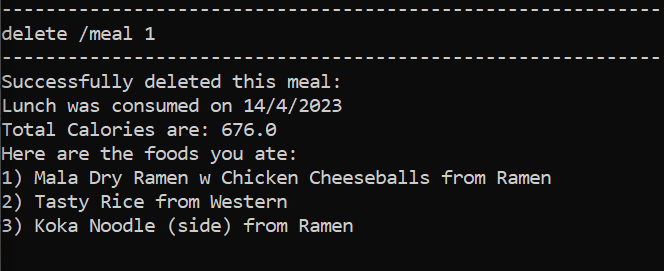 ------------------------------------------------------------
delete /meal 1
------------------------------------------------------------
Successfully deleted this meal:
Lunch was consumed on 14/4/2023
Total Calories are: 676.0
Here are the foods you ate:
1) Mala Dry Ramen w Chicken Cheeseballs from Ramen
2) Tasty Rice from Western
3) Koka Noodle (side) from Ramen